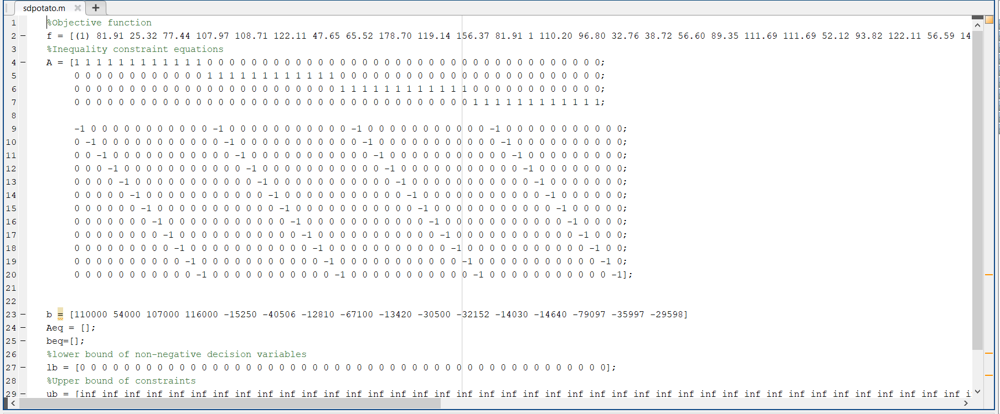 sdpotato.m
1 %Objective function
2 – f = [(1) 81.91 25.32 77.44 107.97 108.71 122.11 47.65 65.52 178.70 119.14 156.37 81.91 1 110.20 96.80 32.76 38.72 56.60 89.35 111.69 111.69 52.12 93.82 122.11 56.59 14
3 %Inequality constraint equations
4 – A = [1 1 1 1 1 1 1 1 1 1 1 1 0 0 0 0 0 0 0 0 0 0 0 0 0 0 0 0 0 0 0 0 0 0 0 0 0 0 0 0 0 0 0 0 0 0 0 0;
5 0 0 0 0 0 0 0 0 0 0 0 0 1 1 1 1 1 1 1 1 1 1 1 1 0 0 0 0 0 0 0 0 0 0 0 0 0 0 0 0 0 0 0 0 0 0 0 0;
6 0 0 0 0 0 0 0 0 0 0 0 0 0 0 0 0 0 0 0 0 0 0 0 0 1 1 1 1 1 1 1 1 1 1 1 1 0 0 0 0 0 0 0 0 0 0 0 0;
7 0 0 0 0 0 0 0 0 0 0 0 0 0 0 0 0 0 0 0 0 0 0 0 0 0 0 0 0 0 0 0 0 0 0 0 0 1 1 1 1 1 1 1 1 1 1 1 1;
8
9 -1 0 0 0 0 0 0 0 0 0 0 0 -1 0 0 0 0 0 0 0 0 0 0 0 -1 0 0 0 0 0 0 0 0 0 0 0 -1 0 0 0 0 0 0 0 0 0 0 0;
10 0 -1 0 0 0 0 0 0 0 0 0 0 0 -1 0 0 0 0 0 0 0 0 0 0 0 -1 0 0 0 0 0 0 0 0 0 0 0 -1 0 0 0 0 0 0 0 0 0 0;
11 0 0 -1 0 0 0 0 0 0 0 0 0 0 0 -1 0 0 0 0 0 0 0 0 0 0 0 -1 0 0 0 0 0 0 0 0 0 0 0 -1 0 0 0 0 0 0 0 0 0;
12 0 0 0 -1 0 0 0 0 0 0 0 0 0 0 0 -1 0 0 0 0 0 0 0 0 0 0 0 -1 0 0 0 0 0 0 0 0 0 0 0 -1 0 0 0 0 0 0 0 0;
13 0 0 0 0 -1 0 0 0 0 0 0 0 0 0 0 0 -1 0 0 0 0 0 0 0 0 0 0 0 -1 0 0 0 0 0 0 0 0 0 0 0 -1 0 0 0 0 0 0 0;
14 0 0 0 0 0 -1 0 0 0 0 0 0 0 0 0 0 0 -1 0 0 0 0 0 0 0 0 0 0 0 -1 0 0 0 0 0 0 0 0 0 0 0 -1 0 0 0 0 0 0;
15 0 0 0 0 0 0 -1 0 0 0 0 0 0 0 0 0 0 0 -1 0 0 0 0 0 0 0 0 0 0 0 -1 0 0 0 0 0 0 0 0 0 0 0 -1 0 0 0 0 0;
16 0 0 0 0 0 0 0 -1 0 0 0 0 0 0 0 0 0 0 0 -1 0 0 0 0 0 0 0 0 0 0 0 -1 0 0 0 0 0 0 0 0 0 0 0 -1 0 0 0 0;
17 0 0 0 0 0 0 0 0 -1 0 0 0 0 0 0 0 0 0 0 0 -1 0 0 0 0 0 0 0 0 0 0 0 -1 0 0 0 0 0 0 0 0 0 0 0 -1 0 0 0;
18 0 0 0 0 0 0 0 0 0 -1 0 0 0 0 0 0 0 0 0 0 0 -1 0 0 0 0 0 0 0 0 0 0 0 -1 0 0 0 0 0 0 0 0 0 0 0 -1 0 0;
19 0 0 0 0 0 0 0 0 0 0 -1 0 0 0 0 0 0 0 0 0 0 0 -1 0 0 0 0 0 0 0 0 0 0 0 -1 0 0 0 0 0 0 0 0 0 0 0 -1 0;
20 0 0 0 0 0 0 0 0 0 0 0 -1 0 0 0 0 0 0 0 0 0 0 0 -1 0 0 0 0 0 0 0 0 0 0 0 -1 0 0 0 0 0 0 0 0 0 0 0 -1];
21
22
23 – b = [110000 54000 107000 116000 -15250 -40506 -12810 -67100 -13420 -30500 -32152 -14030 -14640 -79097 -35997 -29598]
24 – Aeq = [];
25 – beq=[];
26 %lower bound of non-negative decision variables
27 – lb = [0 0 0 0 0 0 0 0 0 0 0 0 0 0 0 0 0 0 0 0 0 0 0 0 0 0 0 0 0 0 0 0 0 0 0 0 0 0 0 0 0 0 0 0 0 0 0 0];
28 %Upper bound of constraints
29 – ub = [inf inf inf inf inf inf inf inf inf inf inf inf inf inf inf inf inf inf inf inf inf inf inf inf inf inf inf inf inf inf inf inf inf inf inf inf inf inf inf inf i